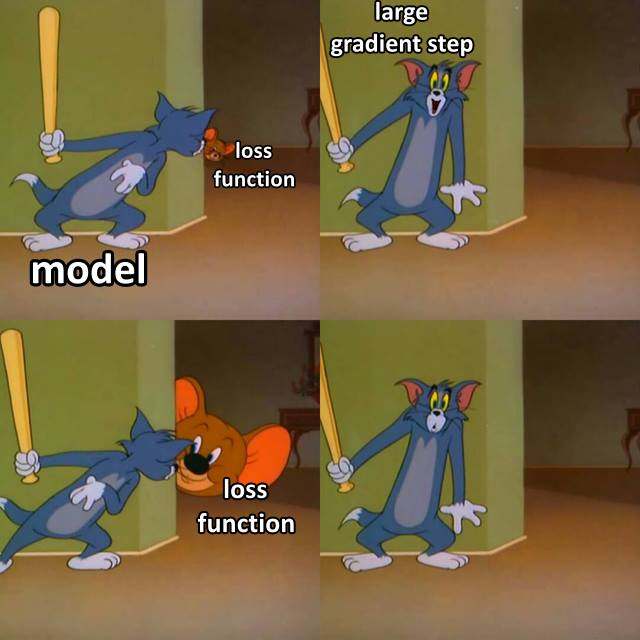 large
gradient step
loss
function
model
loss
function